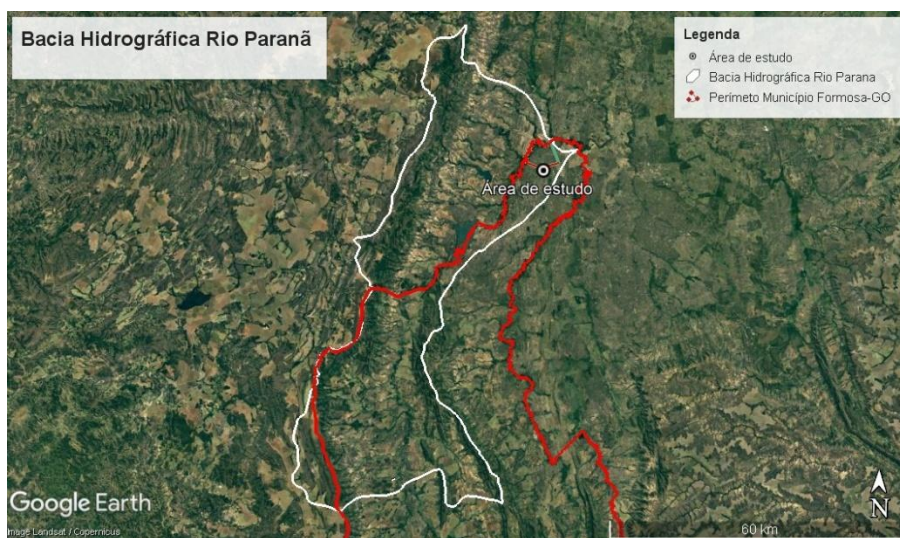 Bacia Hidrográfica Rio Paranã
Legenda
Área de estudo
Bacia Hidrográfica Rio Parana
Perímeto Município Formosa-GO
Área de estudo
Google Earth
Image Landsat / Copernicus
N
60 km